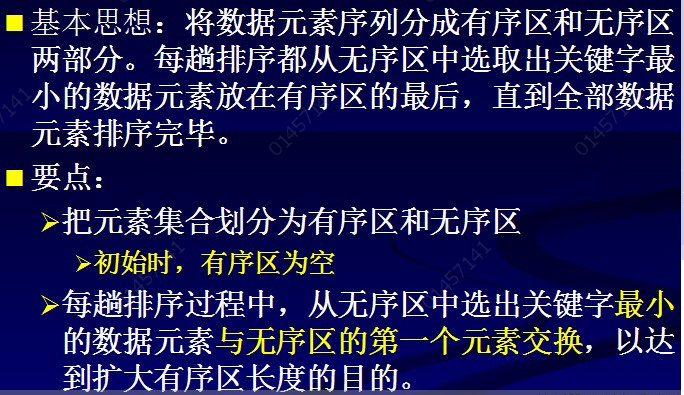 基本思想：将数据元素序列分成有序区和无序区
两部分。每趟排序都从无序区中选取出关键字最
小的数据元素放在有序区的最后，直到全部数据
元素排序完毕。
要点：
把元素集合划分为有序区和无序区
初始时，有序区为空
每趟排序过程中，从无序区中选出关键字最小
的数据元素与无序区的第一个元素交换，以达
到扩大有序区长度的目的。